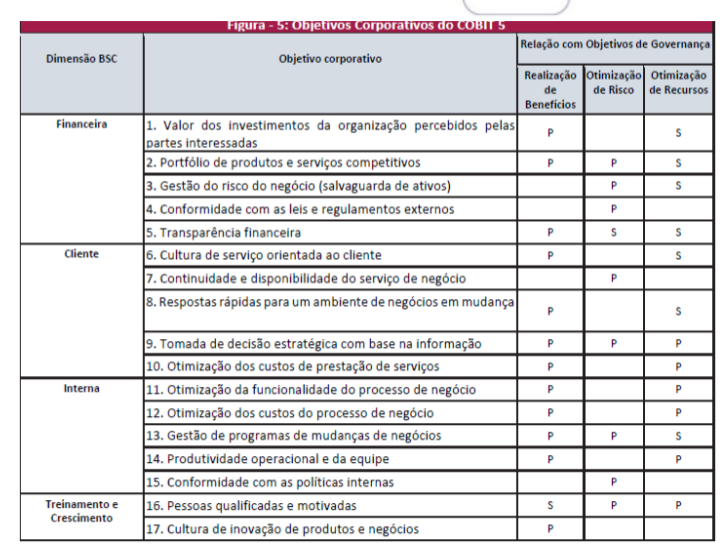 Figura - 5: Objetivos Corporativos do COBIT 5
Dimensão BSC
Objetivo corporativo
Relação com Objetivos de Governança
Realização de Benefícios
Otimização de Risco
Otimização de Recursos
Financeira
1. Valor dos investimentos da organização percebidos pelas
partes interessadas
P S
2. Portfólio de produtos e serviços competitivos P P S
3. Gestão do risco do negócio (salvaguarda de ativos) P S
4. Conformidade com as leis e regulamentos externos P
5. Transparência financeira P S S
Cliente
6. Cultura de serviço orientada ao cliente P S
7. Continuidade e disponibilidade do serviço de negócio P
8. Respostas rápidas para um ambiente de negócios em mudança P S
9. Tomada de decisão estratégica com base na informação P P P
10. Otimização dos custos de prestação de serviços P P
Interna
11. Otimização da funcionalidade do processo de negócio P P
12. Otimização dos custos do processo de negócio P P
13. Gestão de programas de mudanças de negócios P P S
14. Produtividade operacional e da equipe P P
15. Conformidade com as políticas internas P
Treinamento e
Crescimento
16. Pessoas qualificadas e motivadas S P P
17. Cultura de inovação de produtos e negócios P